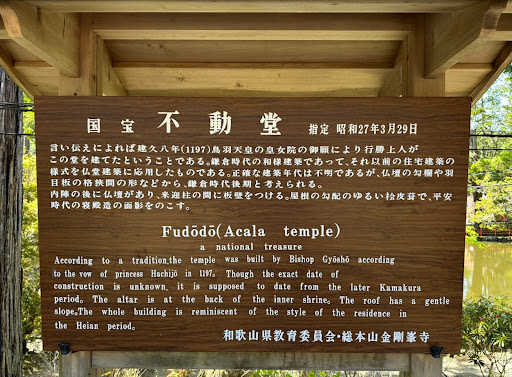 国宝 不動堂 指定 昭和27年3月29日
言い伝えによれば建久八年(1197)鳥羽天皇の皇女院の御願により行勝上人が
この堂を建てたということである。鎌倉時代の和様建築であって、それ以前の住宅建築の
様式を仏堂建築に応用したものである。正確な建築年代は不明であるが、仏壇の勾欄や羽
目板の格狭間の形などから、鎌倉時代後期と考えられる。
内陣の後に仏壇があり、来迎柱の間に板壁をつける。屋根の勾配のゆるい桧皮葺で、平安
時代の寝殿造の面影をのこす。
Fudōdō(Acala temple)
a national treasure
According to a tradition,the temple was built by Bishop Gyōshō according
to the vow of princess Hachijō in 1197. Though the exact date of
construction is unknown, it is supposed to date from the later Kamakura
period. The altar is at the back of the inner shrine. The roof has a gentle
slope,The whole building is reminiscent of the style of the residence in
the Heian period.
和歌山県教育委員会・総本山金剛峯寺